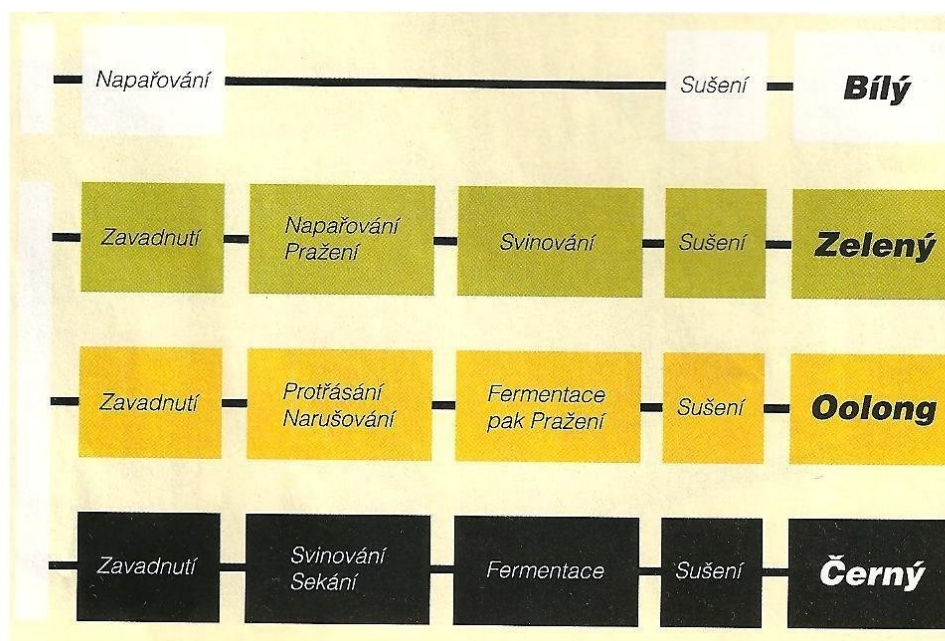 Napařování
Sušení
Bílý
Zavadnutí
Napařování
Pražení
Svinování
Sušení
Zelený
Zavadnutí
Protřásání
Narušování
Fermentace
pak Pražení
Sušení
Oolong
Zavadnutí
Svinování
Sekání
Fermentace
Sušení
Černý